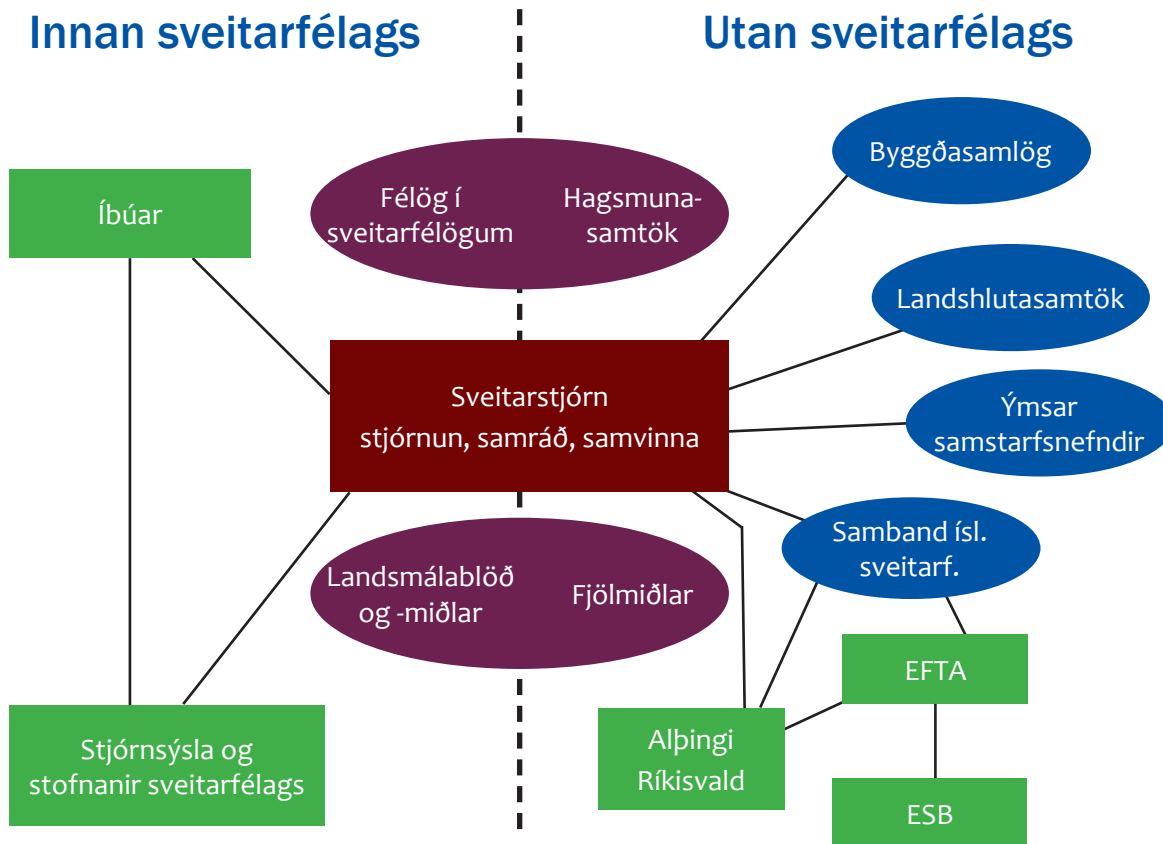 Innan sveitarfélags
Utan sveitarfélags
Byggðasamlög
Íbúar
Félög í
sveitarfélögum
Hagsmuna-
samtök
Landshlutasamtök
Sveitarstjórn
stjórnun, samráð, samvinna
Ýmsar
samstarfsnefndir
Samband ísl.
sveitarf.
Landsmálablöð
og -miðlar
Fjölmiðlar
EFTA
Stjórnsýsla og
stofnanir sveitarfélags
Alþingi
Ríkisvald
ESB